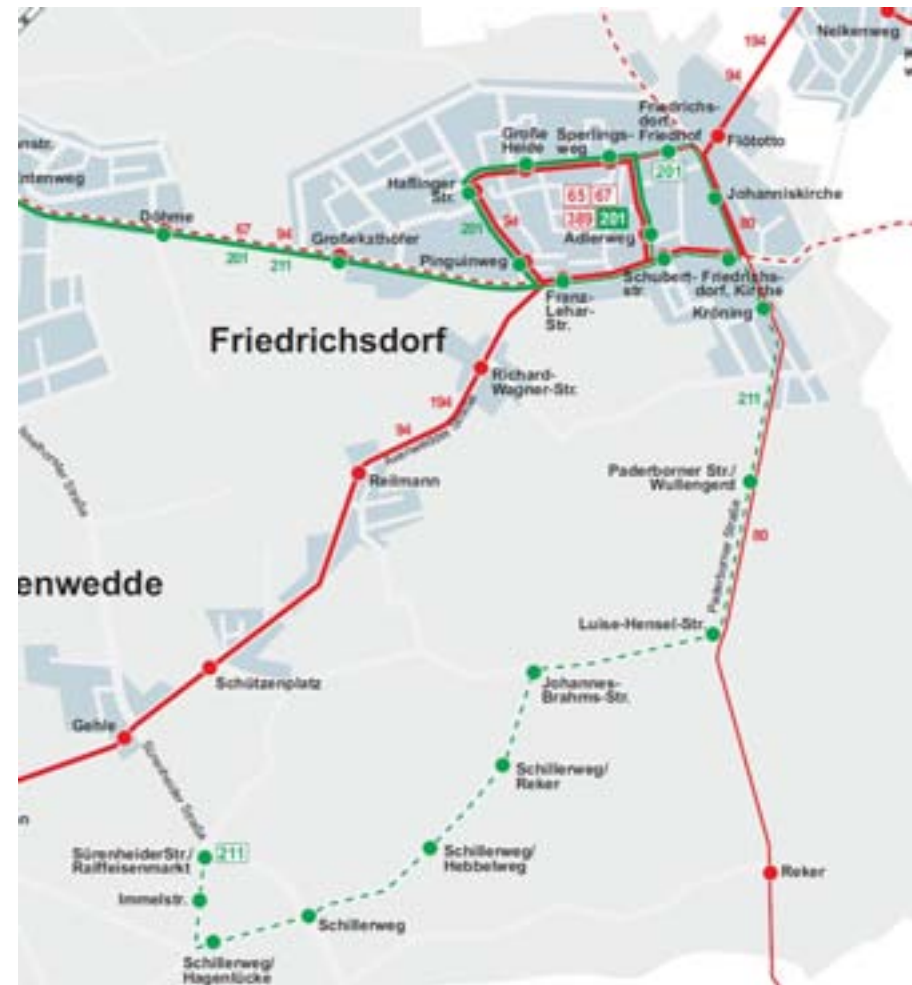 Nelkenweg
194
94
Friedrichs-
dorf,
Friedhof
Große
Heide
Sperlings-
weg
Flötotto
201
Haflinger
Str.
65 67
389 201
Johanniskirche
Döhme
67
94
201
211
Großekathöfer
201
94
Adlerweg
80
Pinguinweg
Schubert-
str.
Friedrichs-
dorf, Kirche
Franz-
Lehar-
Str.
Kröning
Friedrichsdorf
Richard-
Wagner-Str.
194
94
211
Reilmann
Paderborner Str./
Wullengerd
Paderborner Straße
80
enwedde
Luise-Hensel-Str.
Schützenplatz
Johannes-
Brahms-Str.
Gehle
Sürenheider Straße
Schillerweg/
Reker
SürenheiderStr./
Raiffeisenmarkt
211
Schillerweg/
Hebbelweg
Reker
Immelstr.
Schillerweg
Schillerweg/
Hagenlücke